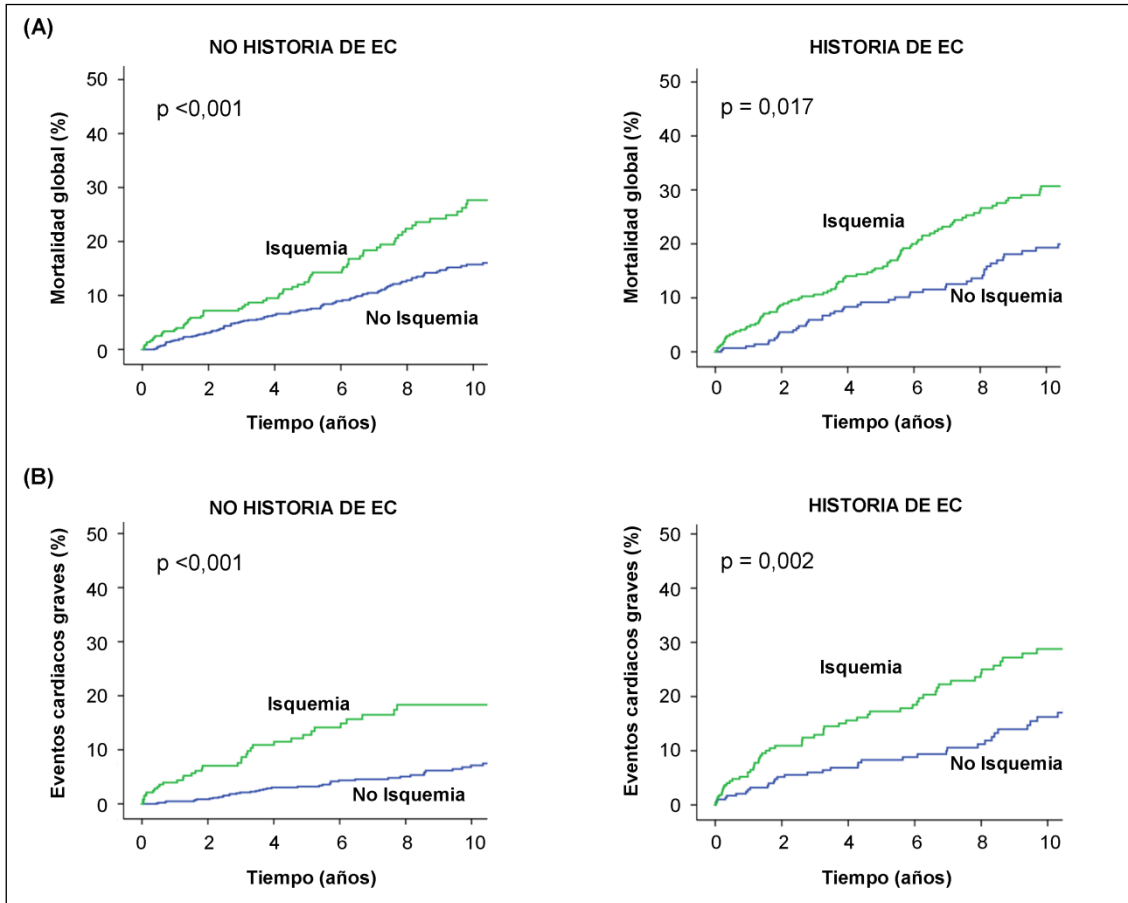 (A)
NO HISTORIA DE EC
HISTORIA DE EC
Mortalidad global (%)
50
40
30
20
10
0
p <0,001
Isquemia
No Isquemia
0 2 4 6 8 10
Tiempo (años)
Mortalidad global (%)
50
40
30
20
10
0
p = 0,017
Isquemia
No Isquemia
0 2 4 6 8 10
Tiempo (años)
(B)
NO HISTORIA DE EC
HISTORIA DE EC
Eventos cardiacos graves (%)
50
40
30
20
10
0
p <0,001
Isquemia
No Isquemia
0 2 4 6 8 10
Tiempo (años)
Eventos cardiacos graves (%)
50
40
30
20
10
0
p = 0,002
Isquemia
No Isquemia
0 2 4 6 8 10
Tiempo (años)